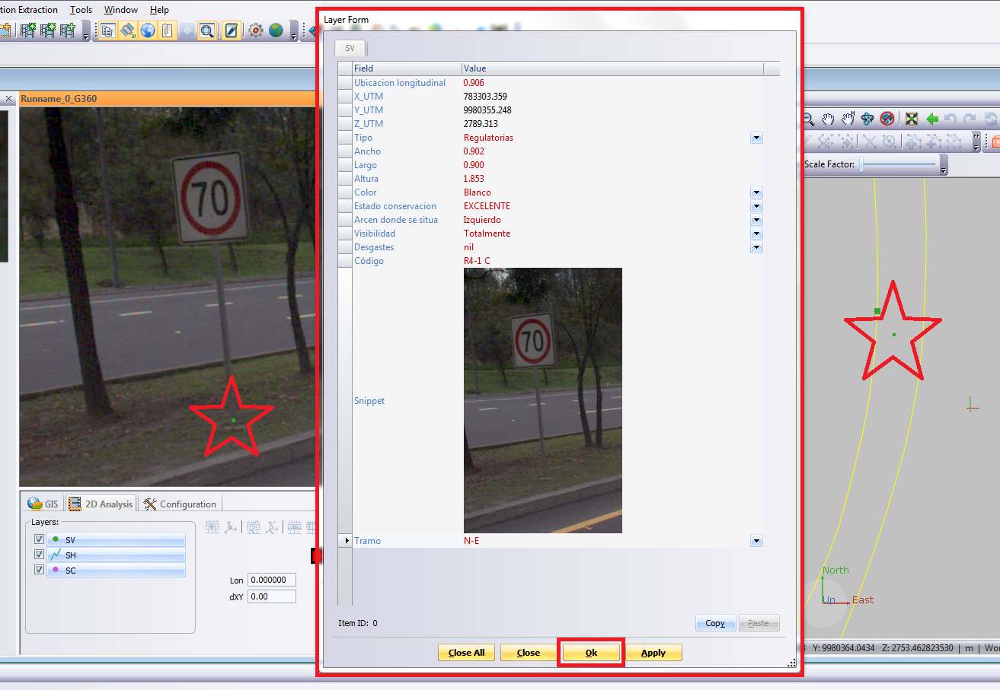 tion Extraction Tools Window Help
Layer Form
SV
Field Value
Ubicacion longitudinal 0.906
X_UTM 783303.359
Y_UTM 9980355.248
Z_UTM 2789.313
Tipo Regulatorias
Ancho 0.902
Largo 0.900
Altura 1.853
Color Blanco
Estado conservacion EXCELENTE
Arcen donde se situa Izquierdo
Visibilidad Totalmente
Desgastes nil
Código R4-1 C
Snippet
70
Tramo N-E
Item ID: 0
Copy Paste
Close All Close Ok Apply
Runname_0_G360
70
GIS 2D Analysis Configuration
Layers:
SV
SH
SC
Lon 0.000000
dXY 0.00
H
Scale Factor:
North
Up East
Y: 9980364.0434 Z: 2753.462823530 | m | Wor